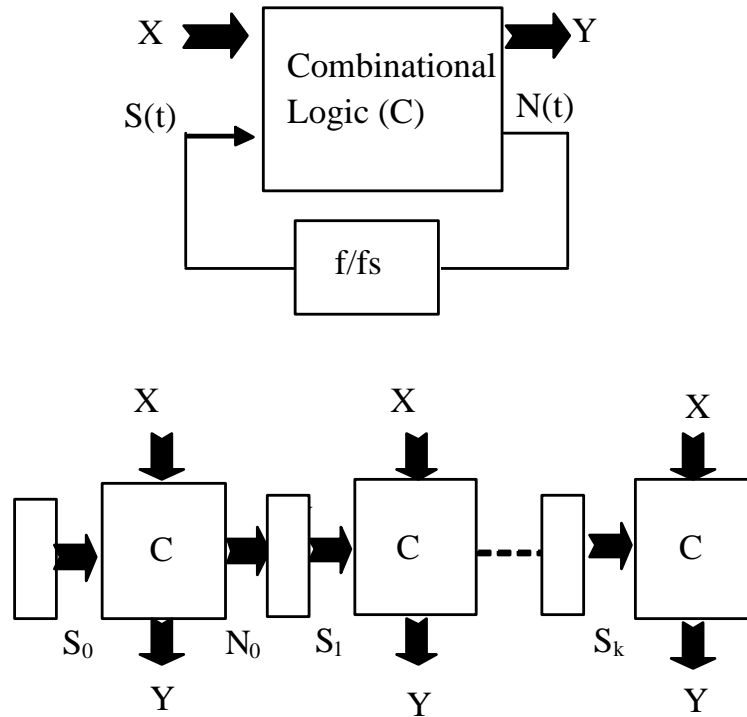 X
Y
Combinational
Logic (C)
S(t)
N(t)
f/fs
X
X
X
C
C
C
S₀
N₀
S₁
Sₖ
Y
Y
Y